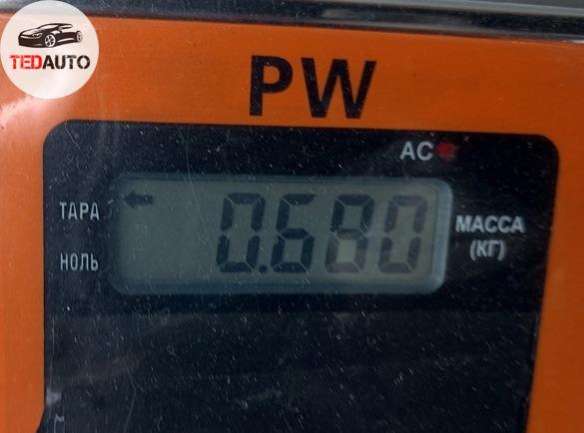 TEDAUTO
PW
AC
ТАРА
0.680
МАССА
(КГ)
НОЛЬ